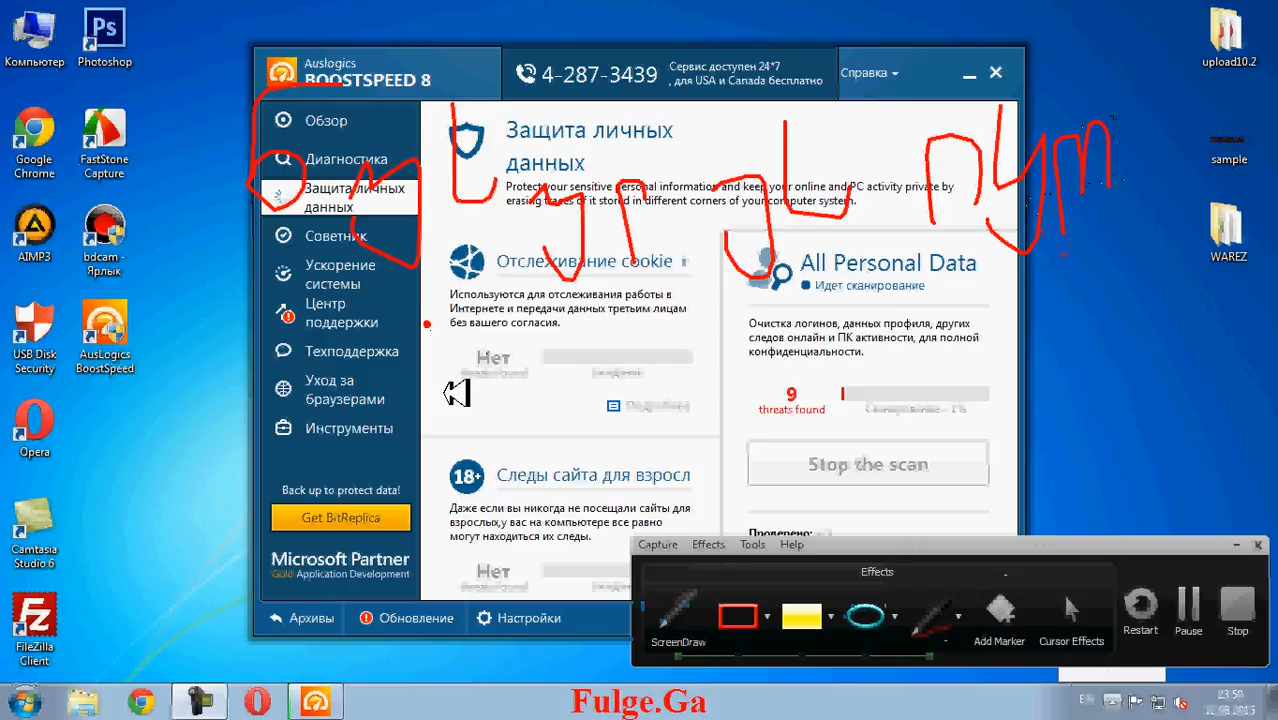 Компьютер
Photoshop
Google Chrome
FastStone Capture
AIMP3
bdcam - Ярлык
USB Disk Security
AusLogics BoostSpeed
Opera
Camtasia Studio 6
FileZilla Client
upload10.2
sample
WAREZ
Auslogics
BOOSTSPEED 8
4-287-3439
Сервис доступен 24*7
, для USA и Canada бесплатно
Справка
Обзор
Диагностика
Защита личных
данных
Советник
Ускорение
системы
Центр
поддержки
Техподдержка
Уход за
браузерами
Инструменты
Back up to protect data!
Get BitReplica
Microsoft Partner
Gold Application Development
Архивы
Обновление
Настройки
Защита личных
данных
Protect your sensitive personal information and keep your online and PC activity private by
erasing traces of it stored in different corners of your computer system.
Отслеживание cookie
Используются для отслеживания работы в
Интернете и передачи данных третьим лицам
без вашего согласия.
Нет
Подробнее
18+
Следы сайта для взросл
Даже если вы никогда не посещали сайты для
взрослых,у вас на компьютере все равно
могут находиться их следы.
Нет
All Personal Data
Идет сканирование
Очистка логинов, данных профиля, других
следов онлайн и ПК активности, для полной
конфиденциальности.
9
threats found
Сканирование - 1%
Stop the scan
Проверено:
Capture Effects Tools Help
Effects
ScreenDraw
Add Marker
Cursor Effects
Restart
Pause
Stop
Fulge.Ga
EN
23:50